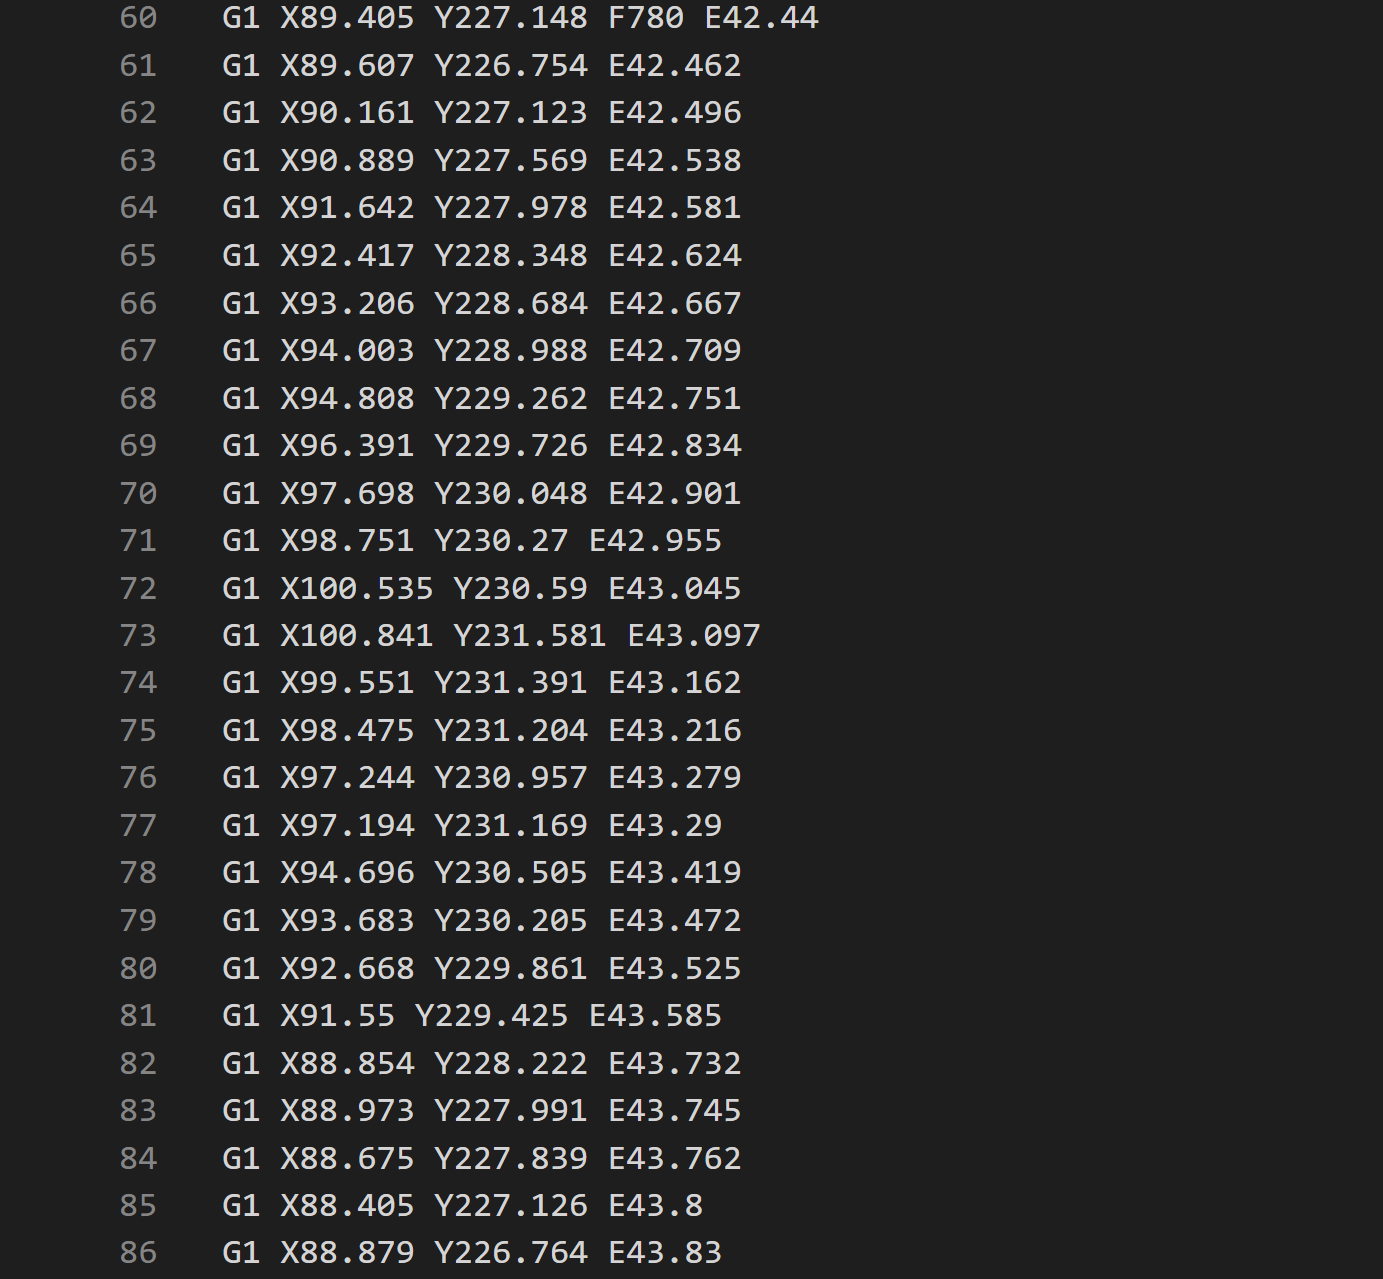 60 G1 X89.405 Y227.148 F780 E42.44
61 G1 X89.607 Y226.754 E42.462
62 G1 X90.161 Y227.123 E42.496
63 G1 X90.889 Y227.569 E42.538
64 G1 X91.642 Y227.978 E42.581
65 G1 X92.417 Y228.348 E42.624
66 G1 X93.206 Y228.684 E42.667
67 G1 X94.003 Y228.988 E42.709
68 G1 X94.808 Y229.262 E42.751
69 G1 X96.391 Y229.726 E42.834
70 G1 X97.698 Y230.048 E42.901
71 G1 X98.751 Y230.27 E42.955
72 G1 X100.535 Y230.59 E43.045
73 G1 X100.841 Y231.581 E43.097
74 G1 X99.551 Y231.391 E43.162
75 G1 X98.475 Y231.204 E43.216
76 G1 X97.244 Y230.957 E43.279
77 G1 X97.194 Y231.169 E43.29
78 G1 X94.696 Y230.505 E43.419
79 G1 X93.683 Y230.205 E43.472
80 G1 X92.668 Y229.861 E43.525
81 G1 X91.55 Y229.425 E43.585
82 G1 X88.854 Y228.222 E43.732
83 G1 X88.973 Y227.991 E43.745
84 G1 X88.675 Y227.839 E43.762
85 G1 X88.405 Y227.126 E43.8
86 G1 X88.879 Y226.764 E43.83